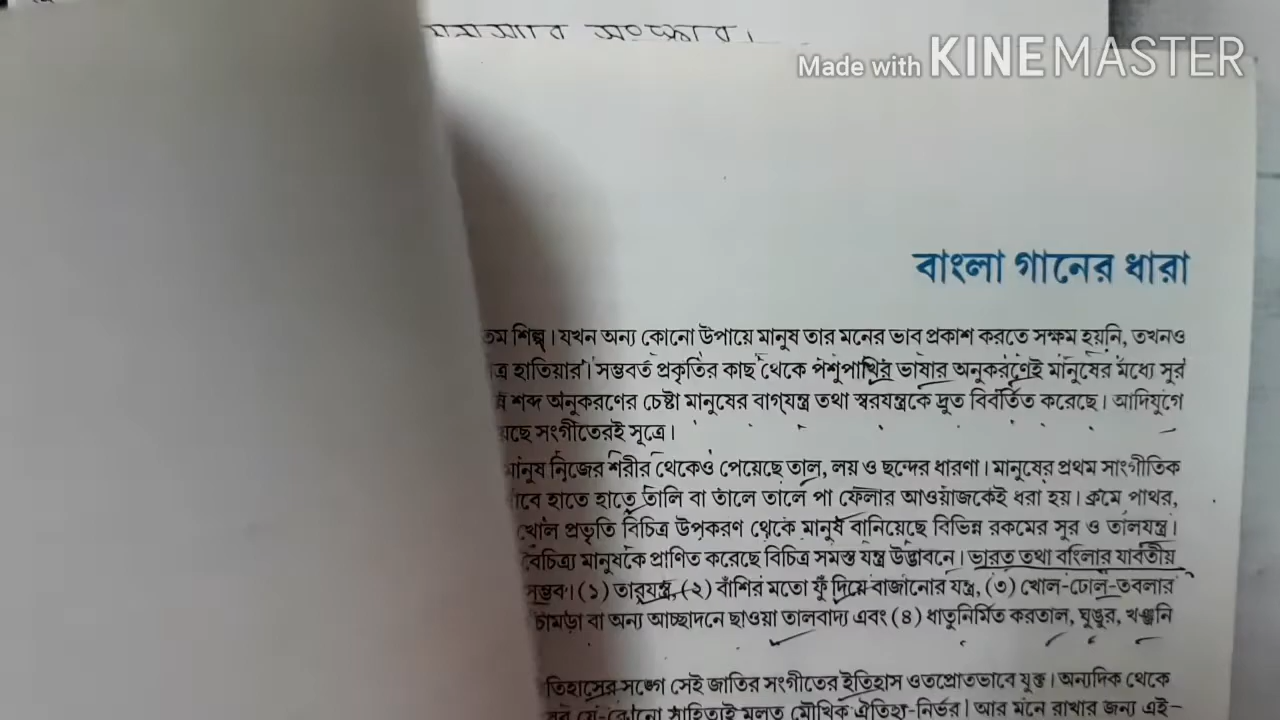 সংস্কার।
Made with KINEMASTER
বাংলা গানের ধারা
শিল্প। যখন অন্য কোনো উপায়ে মানুষ তার মনের ভাব প্রকাশ করতে সক্ষম হয়নি, তখনও
হাতিয়ার। সম্ভবত প্রকৃতির কাছ থেকে পশুপাখির ভাষার অনুকরণেই মানুষের মধ্যে সুর
শব্দ অনুকরণের চেষ্টা মানুষের বাগ্‌যন্ত্র তথা স্বরযন্ত্রকে দ্রুত বিবর্তিত করেছে। আদিযুগে
সংগীতেরই সূত্রে।
মানুষ নিজের শরীর থেকেও পেয়েছে তাল, লয় ও ছন্দের ধারণা। মানুষের প্রথম সাংগীতিক
হাতে হাতে তালি বা তালে তালে পা ফেলার আওয়াজকেই ধরা হয়। ক্রমে পাথর,
খোল প্রভৃতি বিচিত্র উপকরণ থেকে মানুষ বানিয়েছে বিভিন্ন রকমের সুর ও তালযন্ত্র।
বৈচিত্র্য মানুষকে প্রাণিত করেছে বিচিত্র সমস্ত যন্ত্র উদ্ভাবনে। ভারত তথা বাংলার যাবতীয়
সম্ভব। (১) তারযন্ত্র, (২) বাঁশির মতো ফুঁ দিয়ে বাজানোর যন্ত্র, (৩) খোল-ঢোল-তবলার
চামড়া বা অন্য আচ্ছাদনে ছাওয়া তালবাদ্য এবং (৪) ধাতুনির্মিত করতাল, ঘুঙুর, খঞ্জনি
সঙ্গে সেই জাতির সংগীতের ইতিহাস ওতপ্রোতভাবে যুক্ত। অন্যদিক থেকে
যে-কোনো সাহিত্যই মূলত মৌখিক ঐতিহ্য-নির্ভর। আর মনে রাখার জন্য এই-